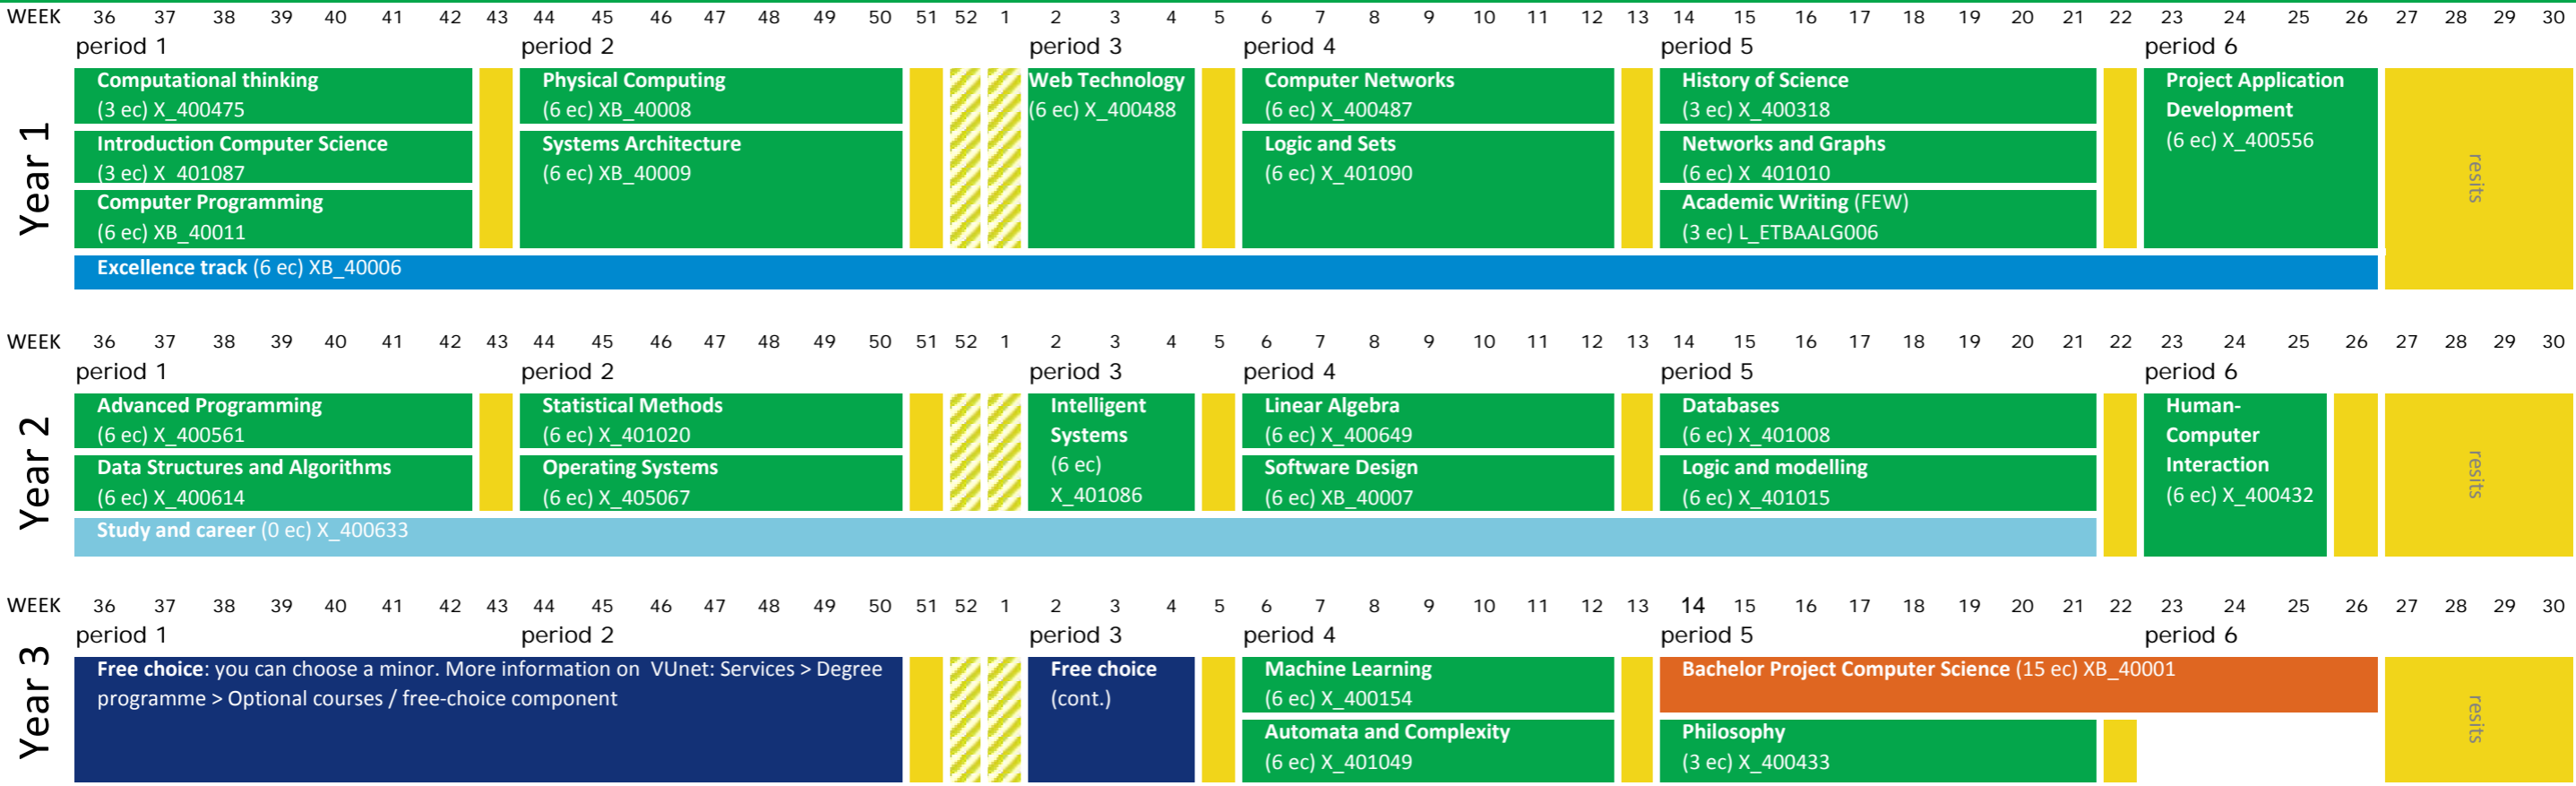 WEEK 36 37 38 39 40 41 42 43 44 45 46 47 48 49 50 51 52 1 2 3 4 5 6 7 8 9 10 11 12 13 14 15 16 17 18 19 20 21 22 23 24 25 26 27 28 29 30
period 1 period 2 period 3 period 4 period 5 period 6
Year 1
Computational thinking
(3 ec) X_400475
Introduction Computer Science
(3 ec) X_401087
Computer Programming
(6 ec) XB_40011
Physical Computing
(6 ec) XB_40008
Systems Architecture
(6 ec) XB_40009
Web Technology
(6 ec) X_400488
Computer Networks
(6 ec) X_400487
Logic and Sets
(6 ec) X_401090
History of Science
(3 ec) X_400318
Networks and Graphs
(6 ec) X_401010
Academic Writing (FEW)
(3 ec) L_ETBAALG006
Project Application
Development
(6 ec) X_400556
resits
Excellence track (6 ec) XB_40006
WEEK 36 37 38 39 40 41 42 43 44 45 46 47 48 49 50 51 52 1 2 3 4 5 6 7 8 9 10 11 12 13 14 15 16 17 18 19 20 21 22 23 24 25 26 27 28 29 30
period 1 period 2 period 3 period 4 period 5 period 6
Year 2
Advanced Programming
(6 ec) X_400561
Data Structures and Algorithms
(6 ec) X_400614
Statistical Methods
(6 ec) X_401020
Operating Systems
(6 ec) X_405067
Intelligent
Systems
(6 ec)
X_401086
Linear Algebra
(6 ec) X_400649
Software Design
(6 ec) XB_40007
Databases
(6 ec) X_401008
Logic and modelling
(6 ec) X_401015
Human-
Computer
Interaction
(6 ec) X_400432
resits
Study and career (0 ec) X_400633
WEEK 36 37 38 39 40 41 42 43 44 45 46 47 48 49 50 51 52 1 2 3 4 5 6 7 8 9 10 11 12 13 14 15 16 17 18 19 20 21 22 23 24 25 26 27 28 29 30
period 1 period 2 period 3 period 4 period 5 period 6
Year 3
Free choice: you can choose a minor. More information on VUnet: Services > Degree
programme > Optional courses / free-choice component
Free choice
(cont.)
Machine Learning
(6 ec) X_400154
Automata and Complexity
(6 ec) X_401049
Bachelor Project Computer Science (15 ec) XB_40001
Philosophy
(3 ec) X_400433
resits